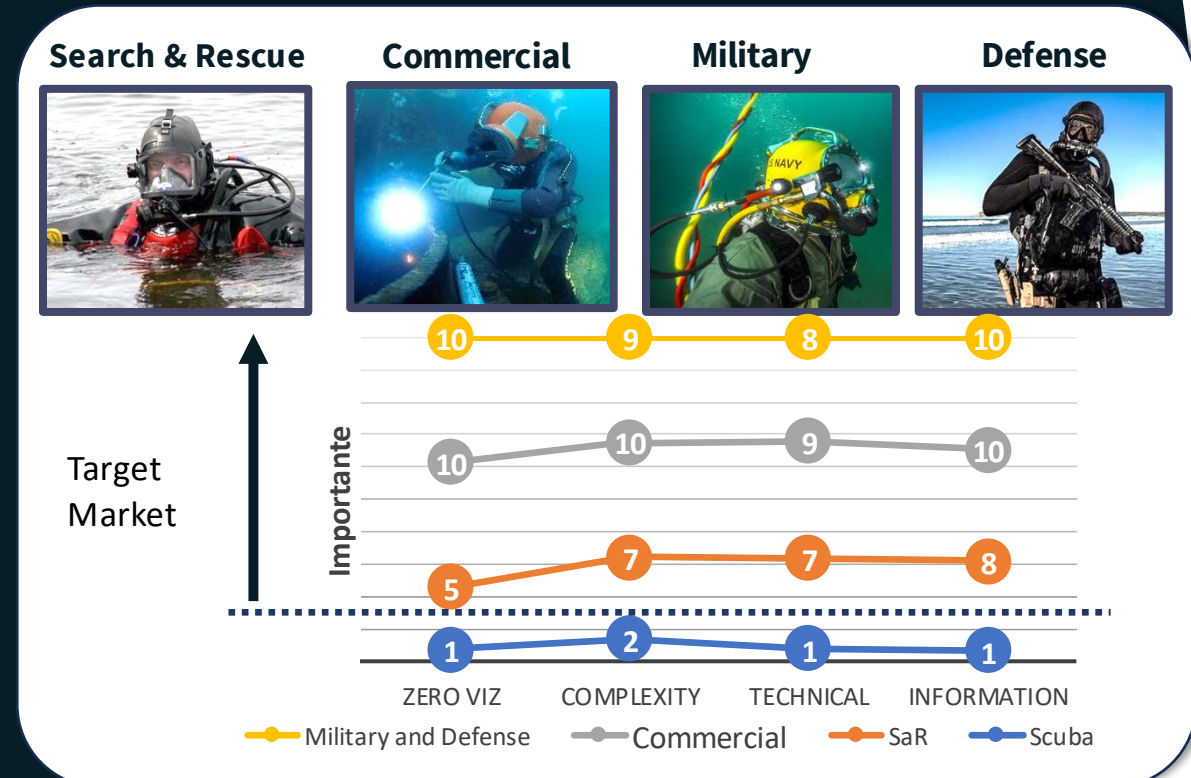 Search & Rescue
Commercial
Military
Defense
S NAVY
10 9 8 10
10 10 9 10
5 7 7 8
1 2 1 1
Importante
Target
Market
ZERO VIZ COMPLEXITY TECHNICAL INFORMATION
Military and Defense Commercial SaR Scuba